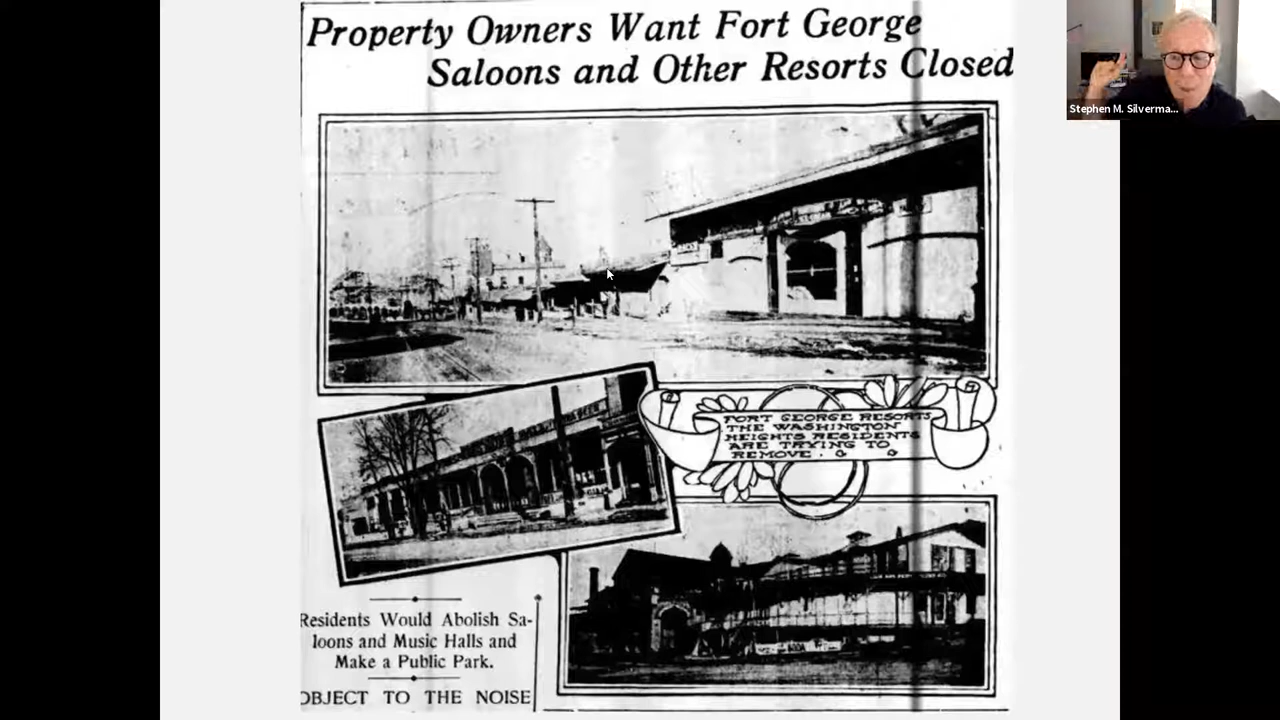 Property Owners Want Fort George
Saloons and Other Resorts Closed
Stephen M. Silverma...
FORT GEORGE RESORTS
THE WASHINGTON
HEIGHTS RESIDENTS
ARE TRYING TO
REMOVE.
Residents Would Abolish Sa-
loons and Music Halls and
Make a Public Park.
OBJECT TO THE NOISE